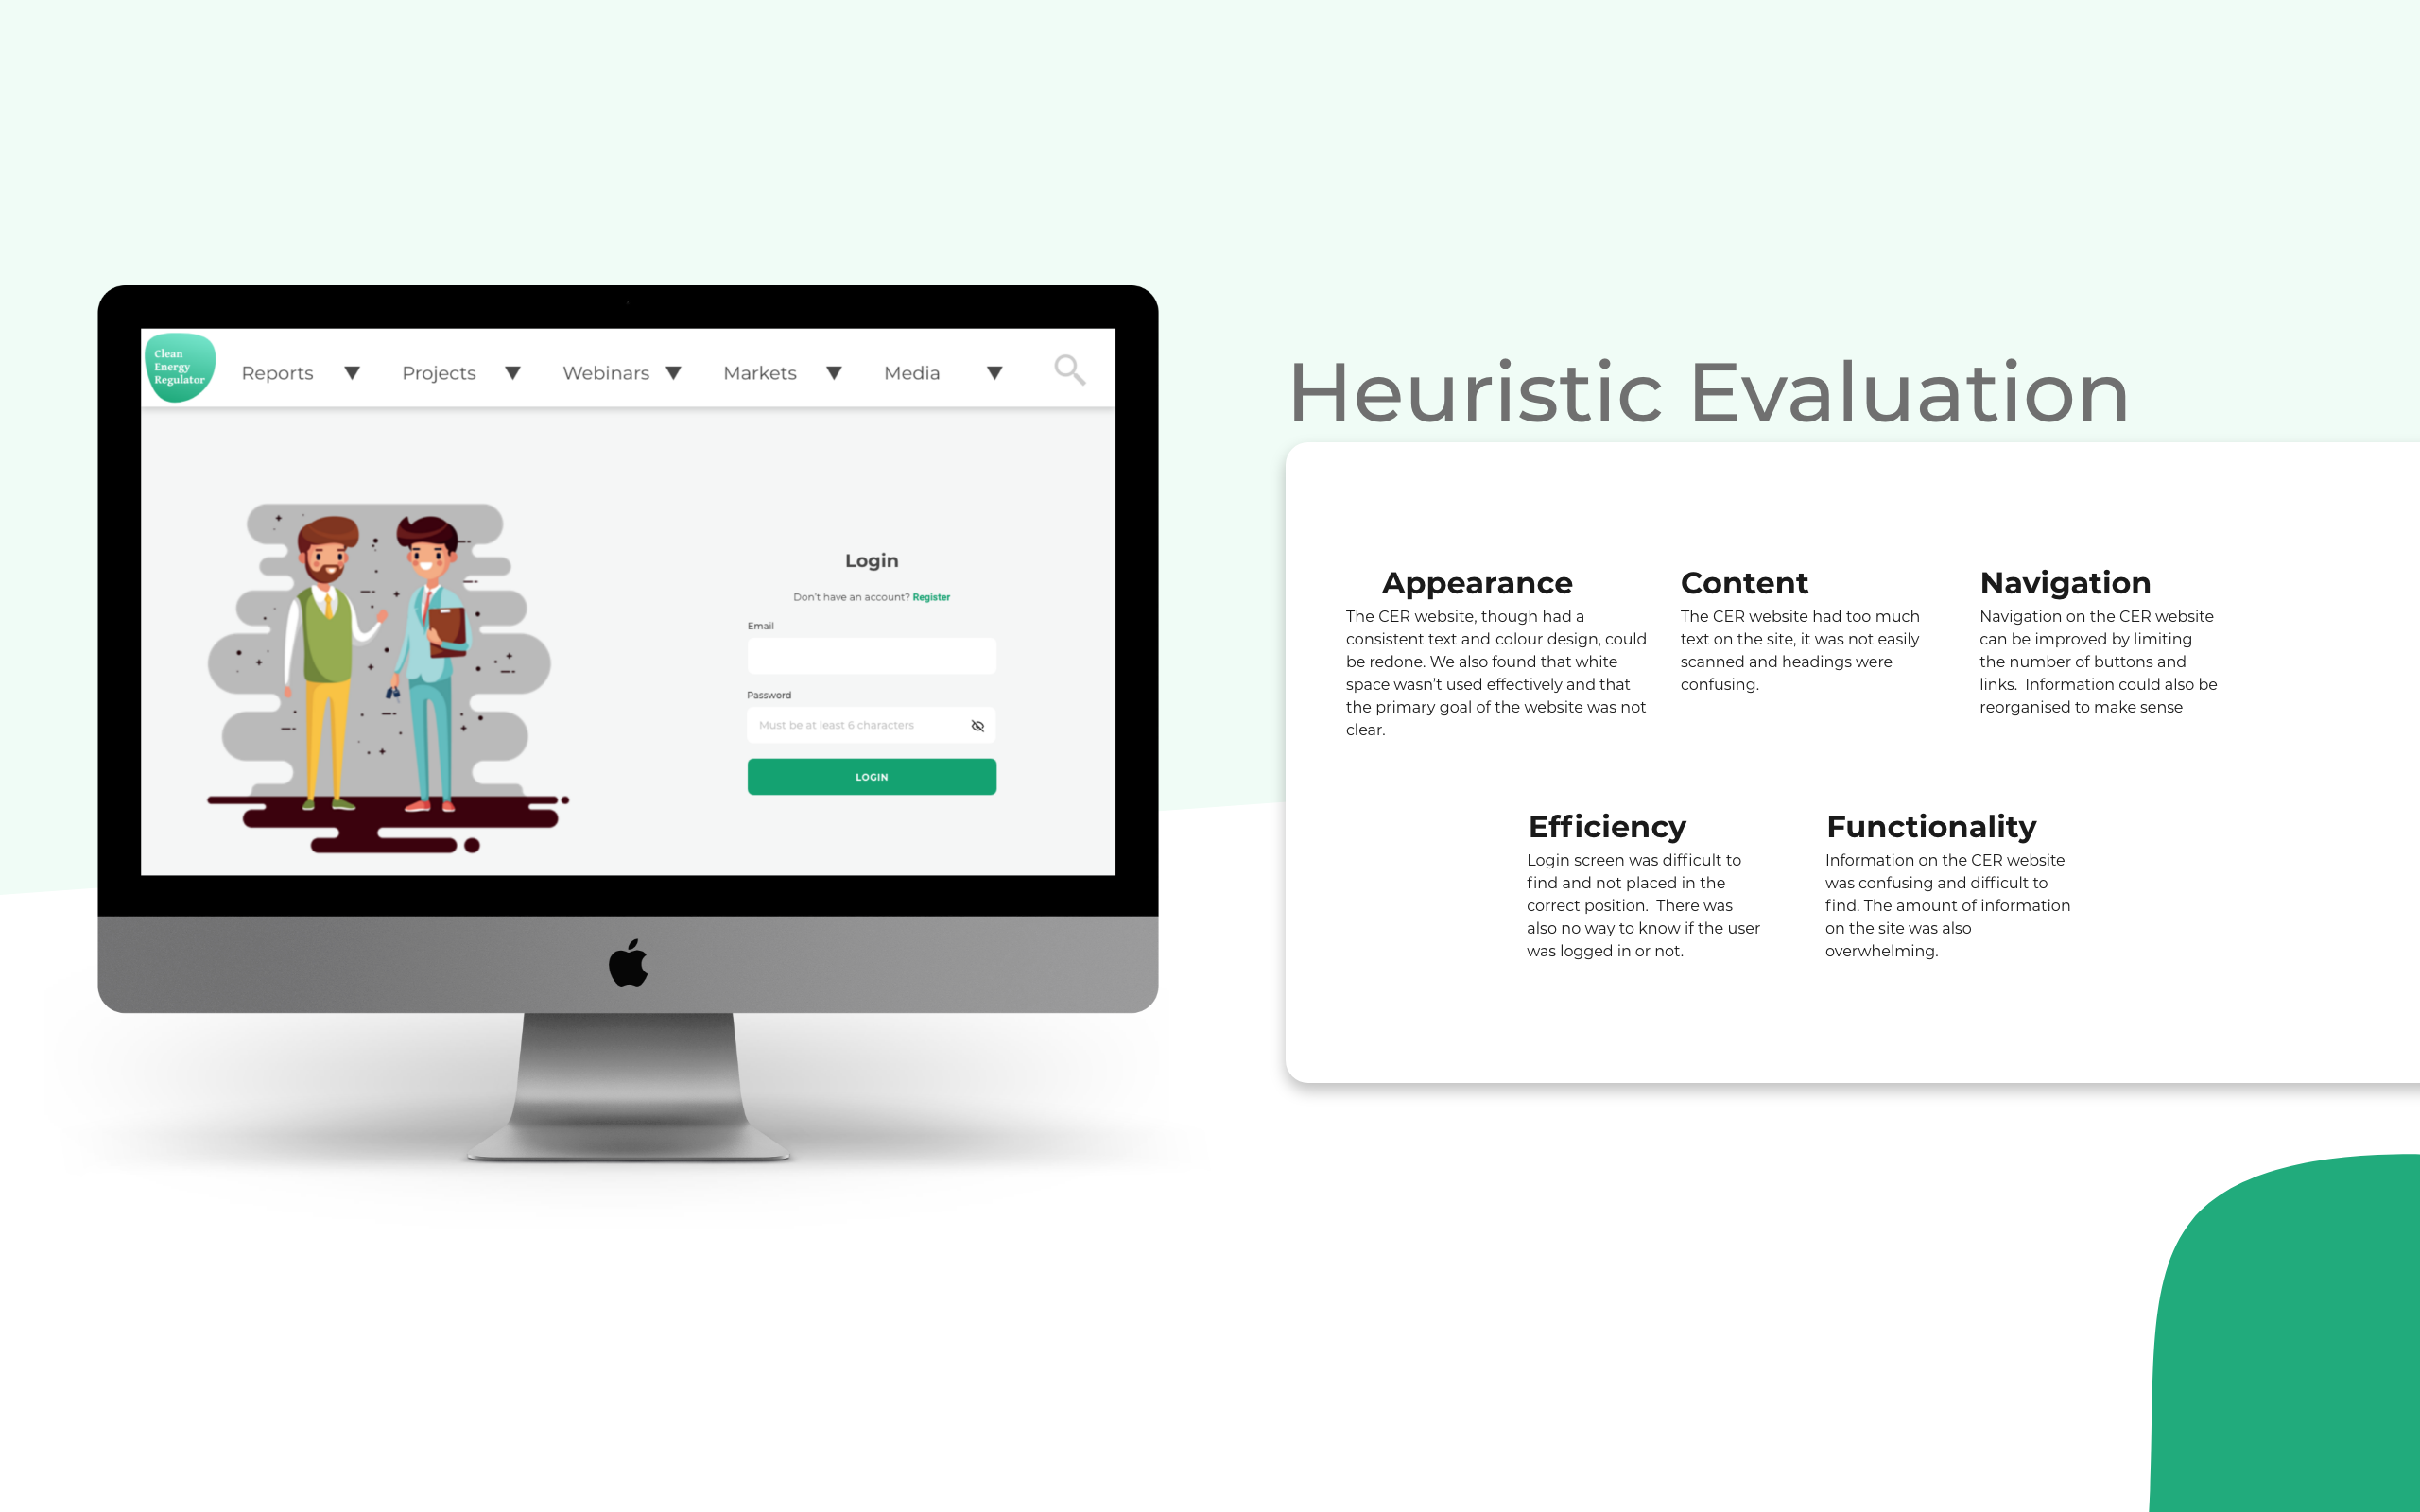 Clean
Energy
Regulator
Reports
Projects
Webinars
Markets
Media
Login
Don't have an account? Register
Email
Password
Must be at least 6 characters
LOGIN
Heuristic Evaluation
Appearance
The CER website, though had a
consistent text and colour design, could
be redone. We also found that white
space wasn't used effectively and that
the primary goal of the website was not
clear.
Content
The CER website had too much
text on the site, it was not easily
scanned and headings were
confusing.
Navigation
Navigation on the CER website
can be improved by limiting
the number of buttons and
links.  Information could also be
reorganised to make sense
Efficiency
Login screen was difficult to
find and not placed in the
correct position.  There was
also no way to know if the user
was logged in or not.
Functionality
Information on the CER website
was confusing and difficult to
find. The amount of information
on the site was also
overwhelming.